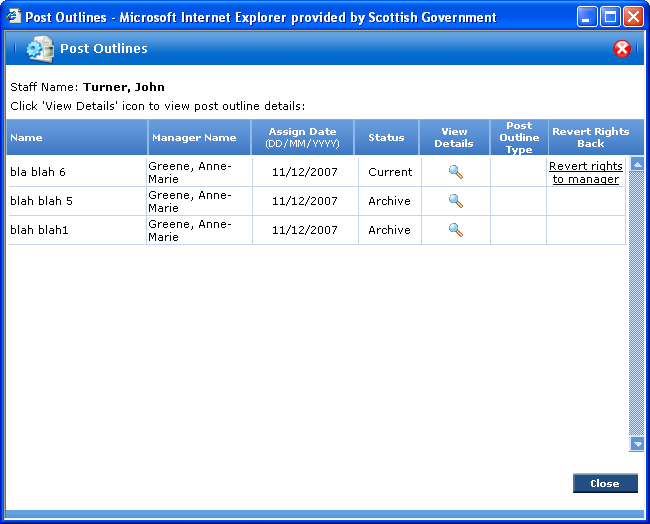 Post Outlines - Microsoft Internet Explorer provided by Scottish Government
Post Outlines
Staff Name: Turner, John
Click 'View Details' icon to view post outline details:
Name Manager Name Assign Date (DD/MM/YYYY) Status View Details Post Outline Type Revert Rights Back
bla blah 6 Greene, Anne-Marie 11/12/2007 Current Revert rights to manager
blah blah 5 Greene, Anne-Marie 11/12/2007 Archive
blah blah1 Greene, Anne-Marie 11/12/2007 Archive
Close